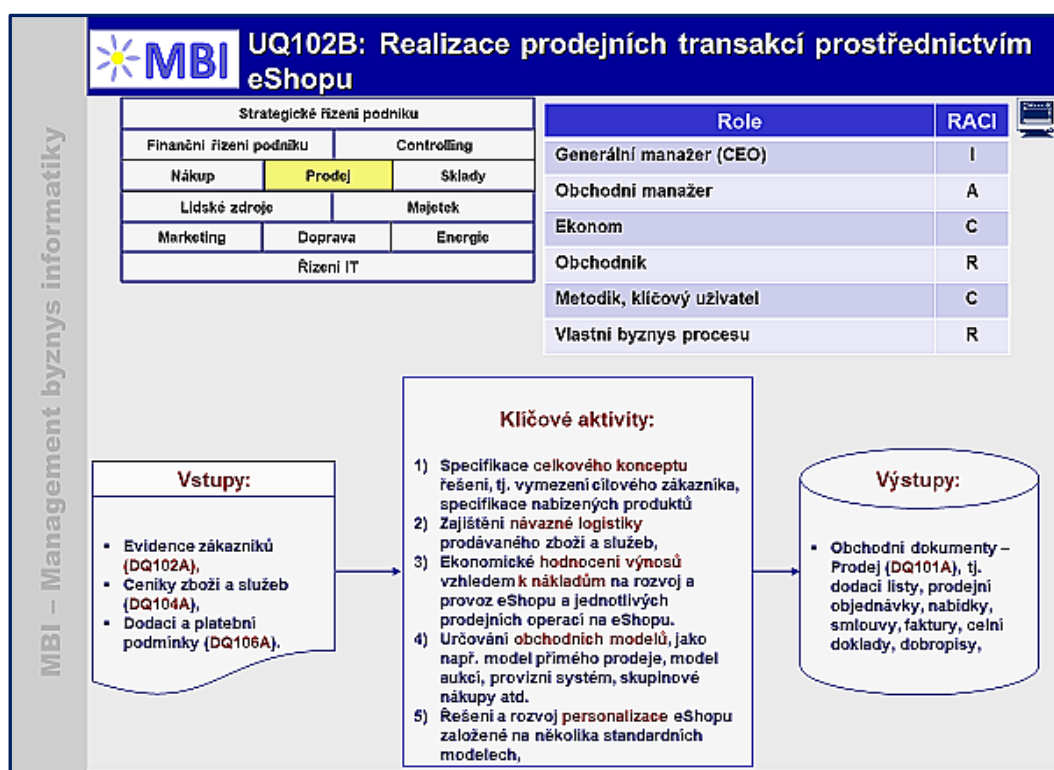 MBI – Management byznys informatiky
MBI
UQ102B: Realizace prodejních transakcí prostřednictvím
eShopu
Strategické řízení podniku
Finanční řízení podniku Controlling
Nákup Prodej Sklady
Lidské zdroje Majetek
Marketing Doprava Energie
Řízení IT
Role RACI
Generální manažer (CEO) I
Obchodní manažer A
Ekonom C
Obchodník R
Metodik, klíčový uživatel C
Vlastní byznys procesu R
Vstupy:
▪ Evidence zákazníků
(DQ102A),
▪ Ceníky zboží a služeb
(DQ104A),
▪ Dodací a platební
podmínky (DQ106A).
Klíčové aktivity:
1) Specifikace celkového konceptu
řešení, tj. vymezení cílového zákazníka,
specifikace nabízených produktů
2) Zajištění návazné logistiky
prodávaného zboží a služeb,
3) Ekonomické hodnocení výnosů
vzhledem k nákladům na rozvoj a
provoz eShopu a jednotlivých
prodejních operací na eShopu.
4) Určování obchodních modelů, jako
např. model přímého prodeje, model
aukcí, provizní systém, skupinové
nákupy atd.
5) Řešení a rozvoj personalizace eShopu
založené na několika standardních
modelech,
Výstupy:
▪ Obchodní dokumenty –
Prodej (DQ101A), tj.
dodací listy, prodejní
objednávky, nabídky,
smlouvy, faktury, celní
doklady, dobropisy,